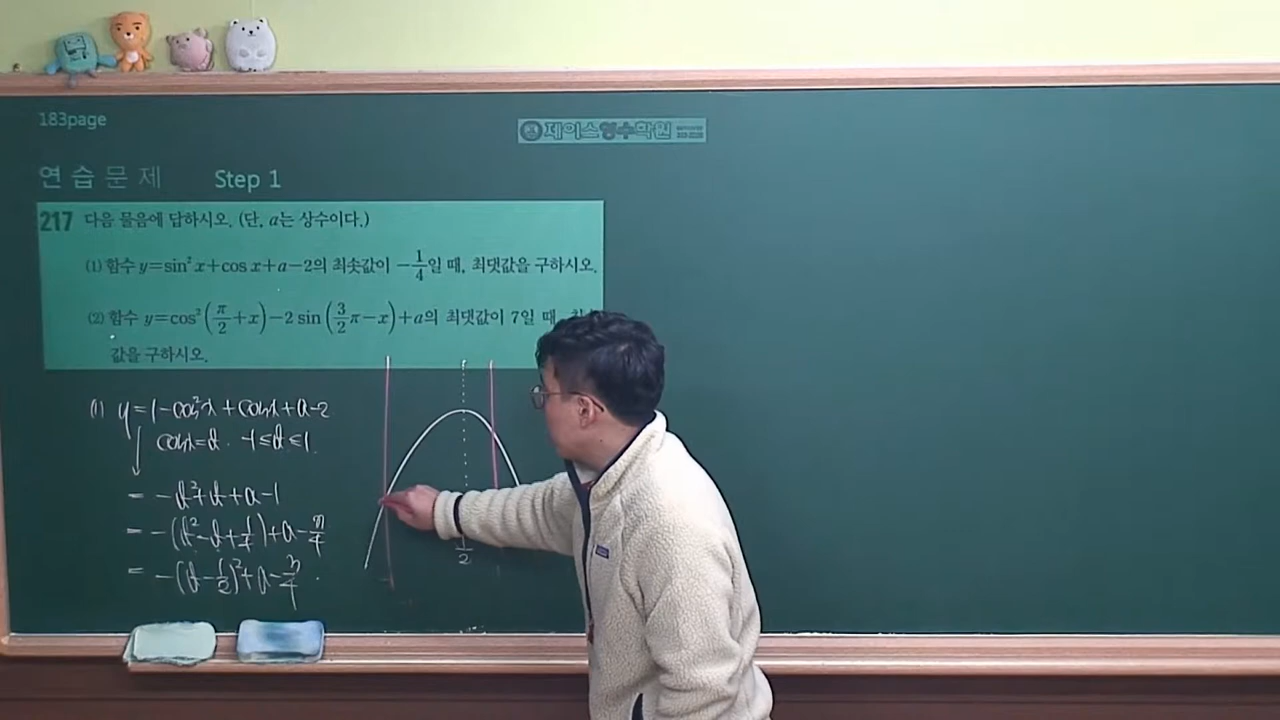 183page
제이스영수학원
연습문제 Step 1
217 다음 물음에 답하시오. (단, a는 상수이다.)
(1) 함수 y=sin²x+cos x+a−2의 최솟값이 −1/4일 때, 최댓값을 구하시오.
(2) 함수 y=cos²(π/2+x)−2 sin(3/2π−x)+a의 최댓값이 7일 때,
값을 구하시오.
(1) y=1-cos²x+cosx+a-2
cosx=t. -1≤t≤1.
= -t²+t+a-1
= -(t²-t+1/4)+a-3/4
= -(t-1/2)²+a-3/4.
1/2